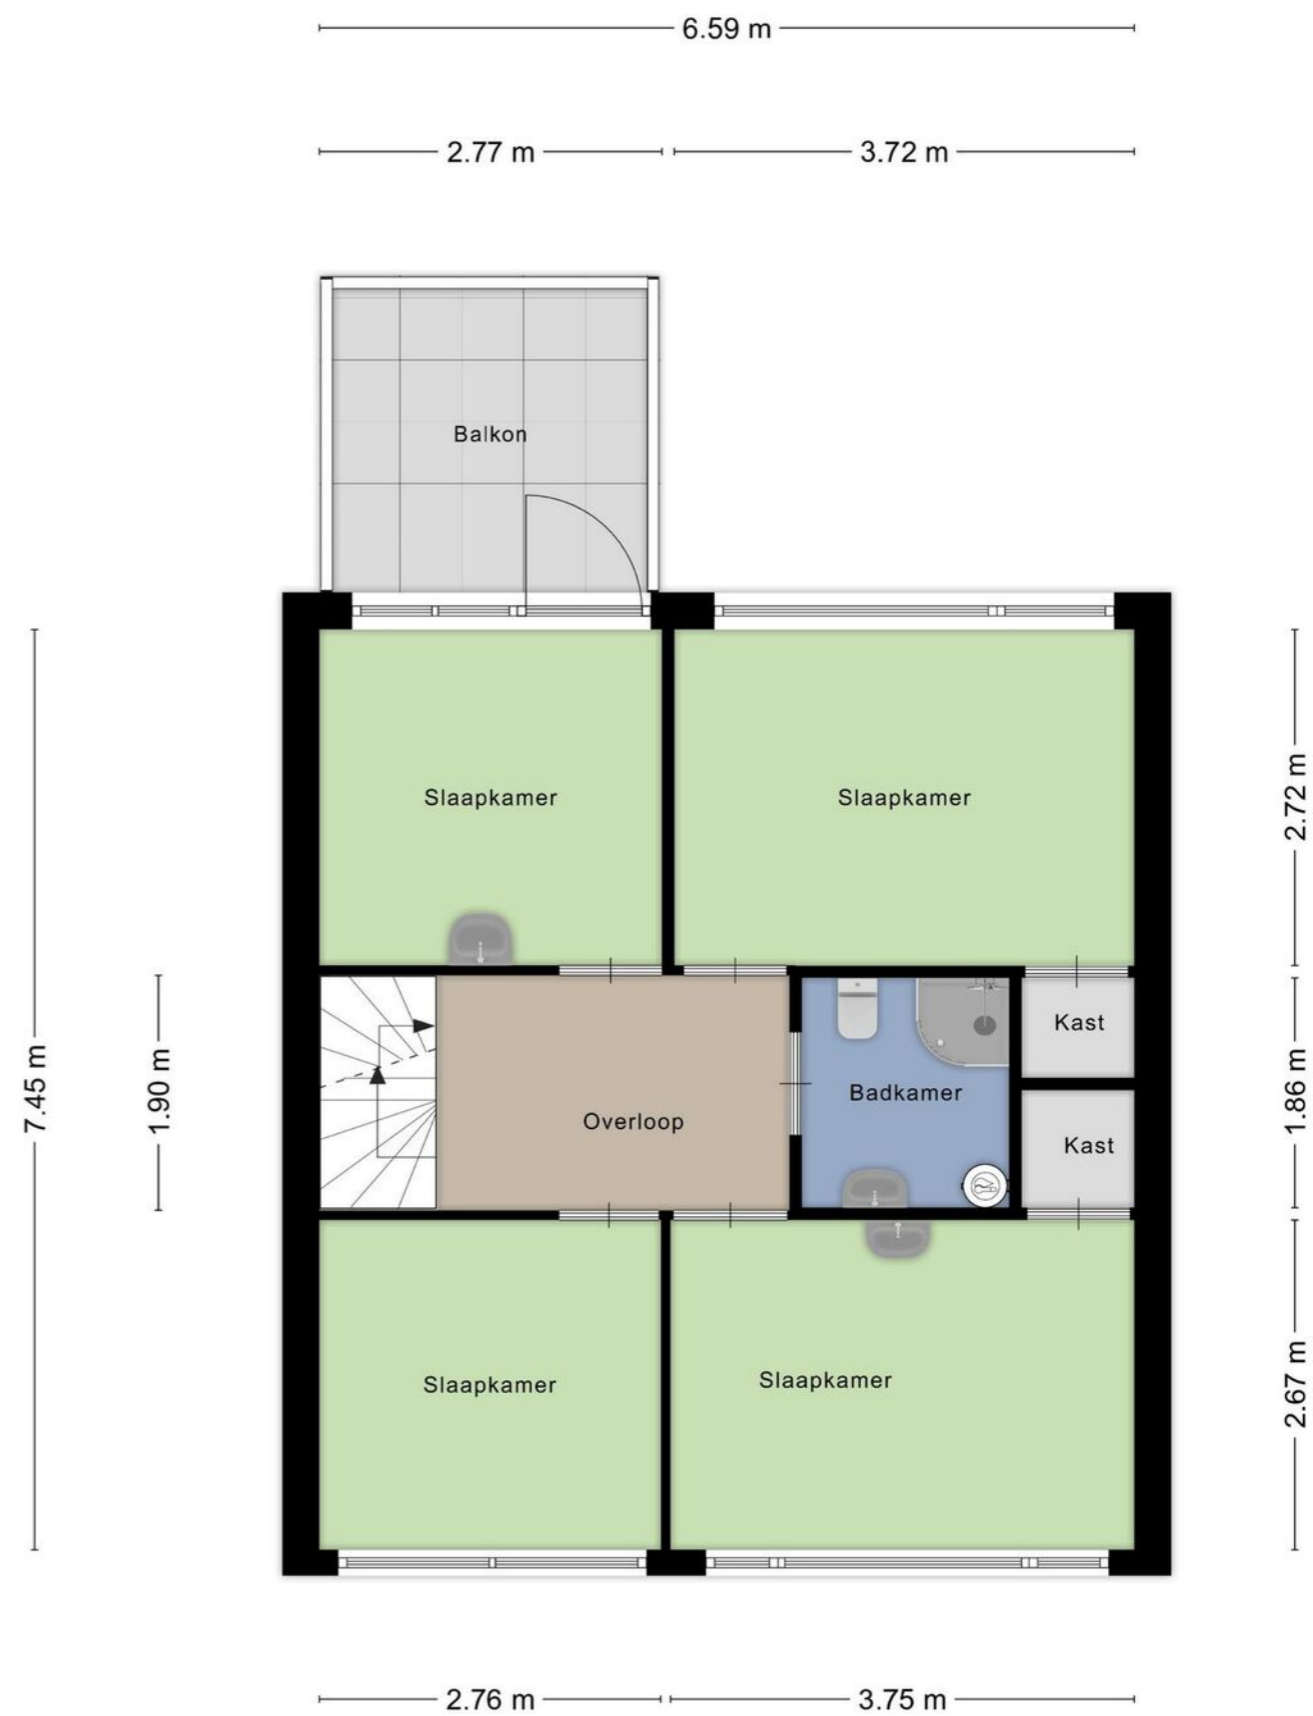 6.59 m
2.77 m
3.72 m
Balkon
Slaapkamer
Slaapkamer
2.72 m
Kast
7.45 m
1.90 m
Overloop
Badkamer
Kast
1.86 m
Slaapkamer
Slaapkamer
2.67 m
2.76 m
3.75 m